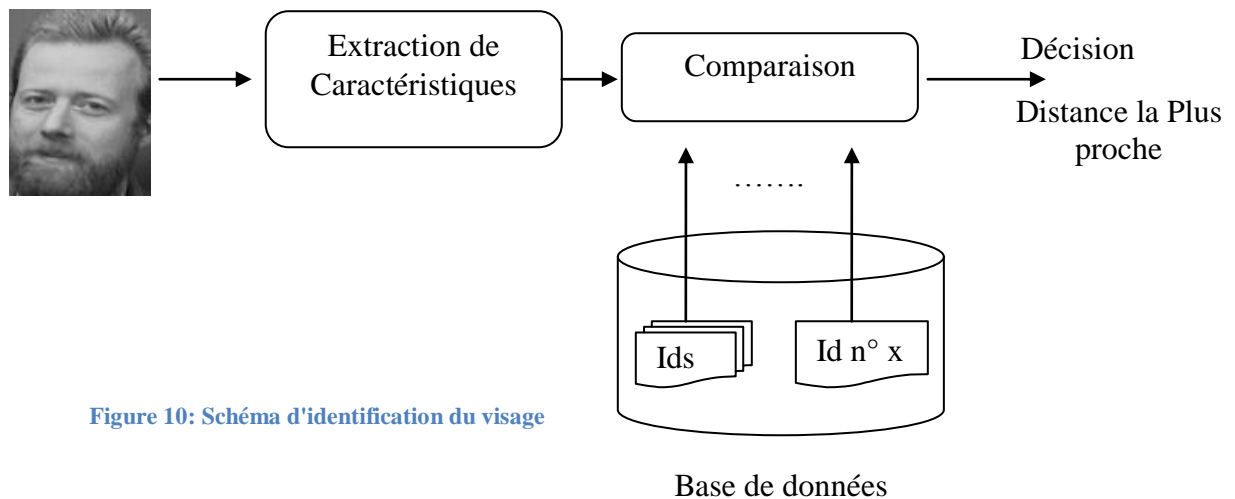 Extraction de
Caractéristiques
Comparaison
Décision
Distance la Plus
proche
.......
Ids
Id n° x
Figure 10: Schéma d'identification du visage
Base de données